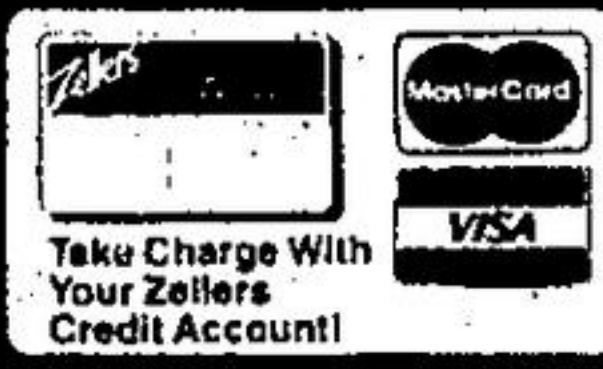 Zellers
MasterCard
VISA
Take Charge With
Your Zellers
Credit Account!